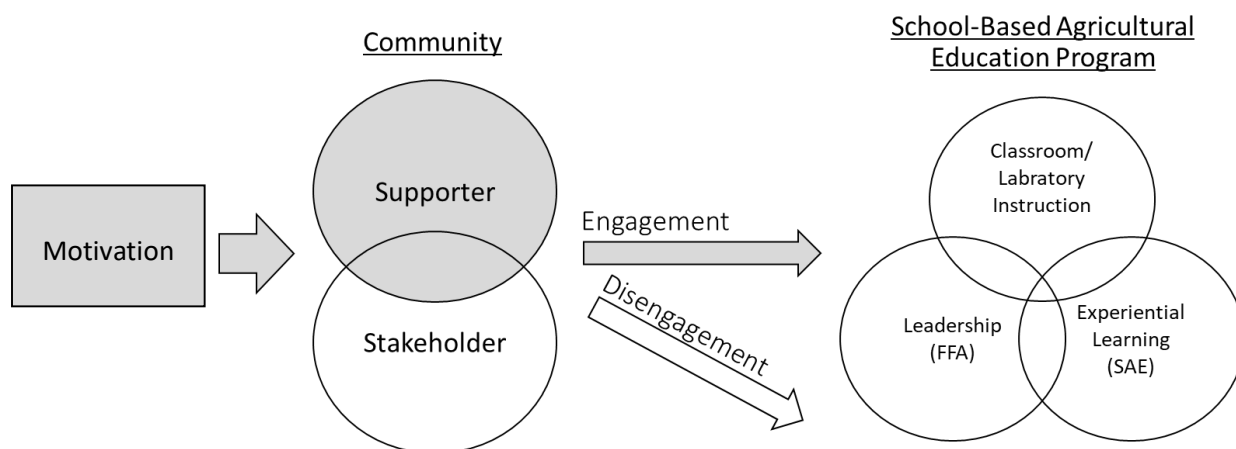 Community
School-Based Agricultural
Education Program
Motivation
Supporter
Stakeholder
Engagement
Disengagement
Classroom/
Labratory
Instruction
Leadership
(FFA)
Experiential
Learning
(SAE)